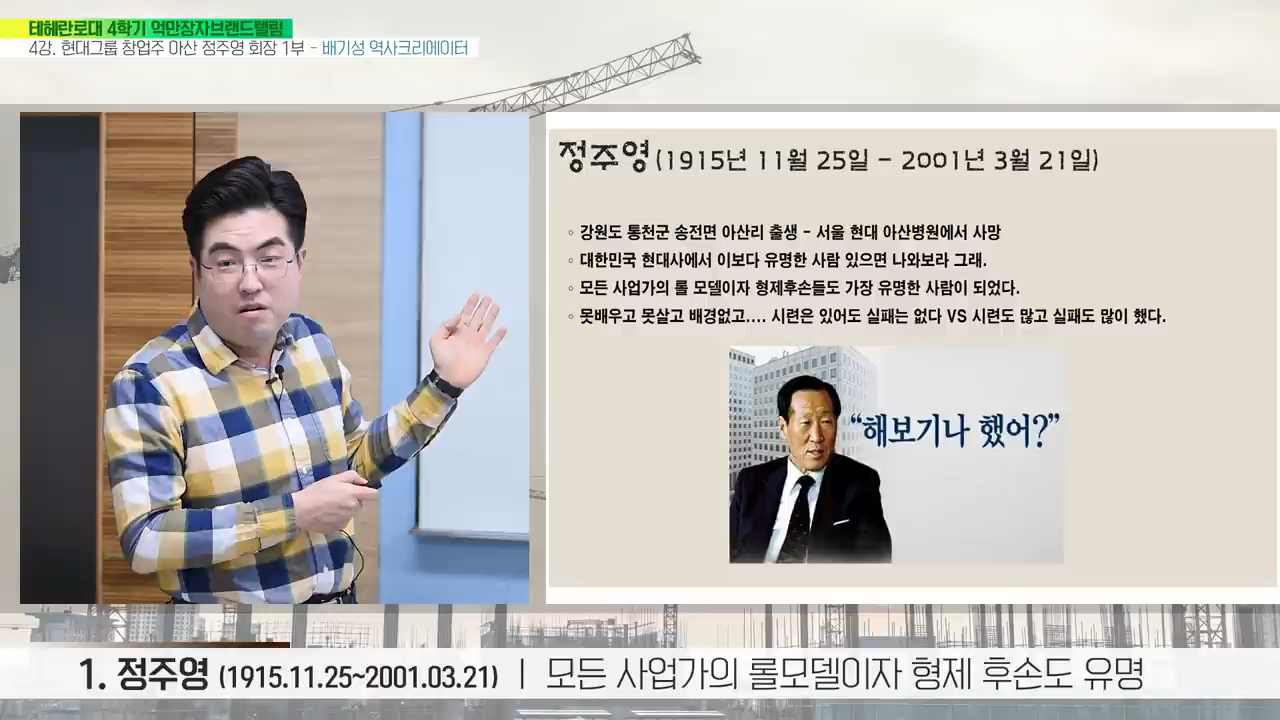 테헤란로대 4학기 억만장자브랜드텔링
4강. 현대그룹 창업주 아산 정주영 회장 1부 - 배기성 역사크리에이터
정주영 (1915년 11월 25일 - 2001년 3월 21일)
◦ 강원도 통천군 송전면 아산리 출생 - 서울 현대 아산병원에서 사망
◦ 대한민국 현대사에서 이보다 유명한 사람 있으면 나와보라 그래.
◦ 모든 사업가의 롤 모델이자 형제후손들도 가장 유명한 사람이 되었다.
◦ 못배우고 못살고 배경없고.... 시련은 있어도 실패는 없다 VS 시련도 많고 실패도 많이 했다.
“해보기나 했어?”
1. 정주영 (1915.11.25~2001.03.21) ㅣ 모든 사업가의 롤모델이자 형제 후손도 유명